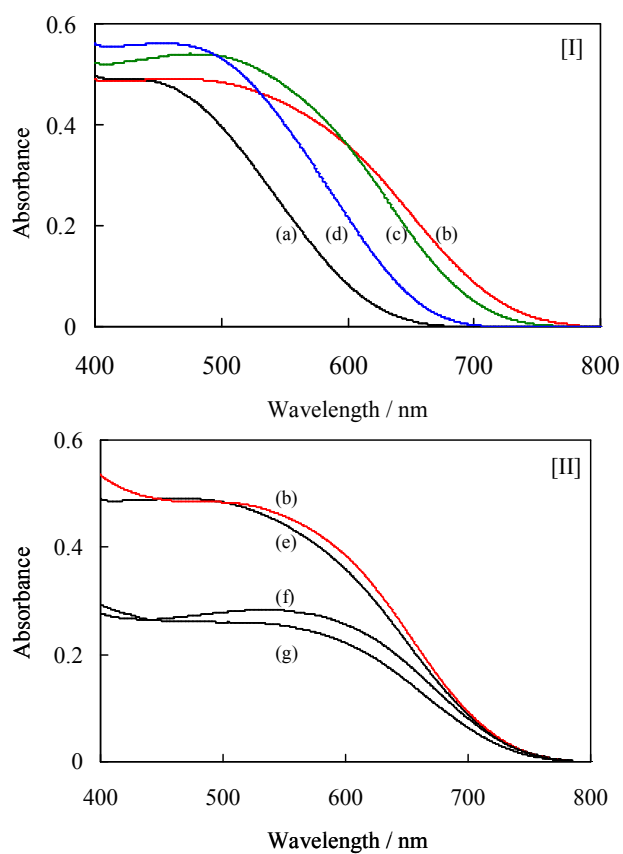 0.6
[I]
0.4
Absorbance
0.2
(a)
(d)
(c)
(b)
0
400
500
600
700
800
Wavelength / nm
0.6
[II]
(b)
0.4
(e)
Absorbance
(f)
0.2
(g)
0
400
500
600
700
800
Wavelength / nm